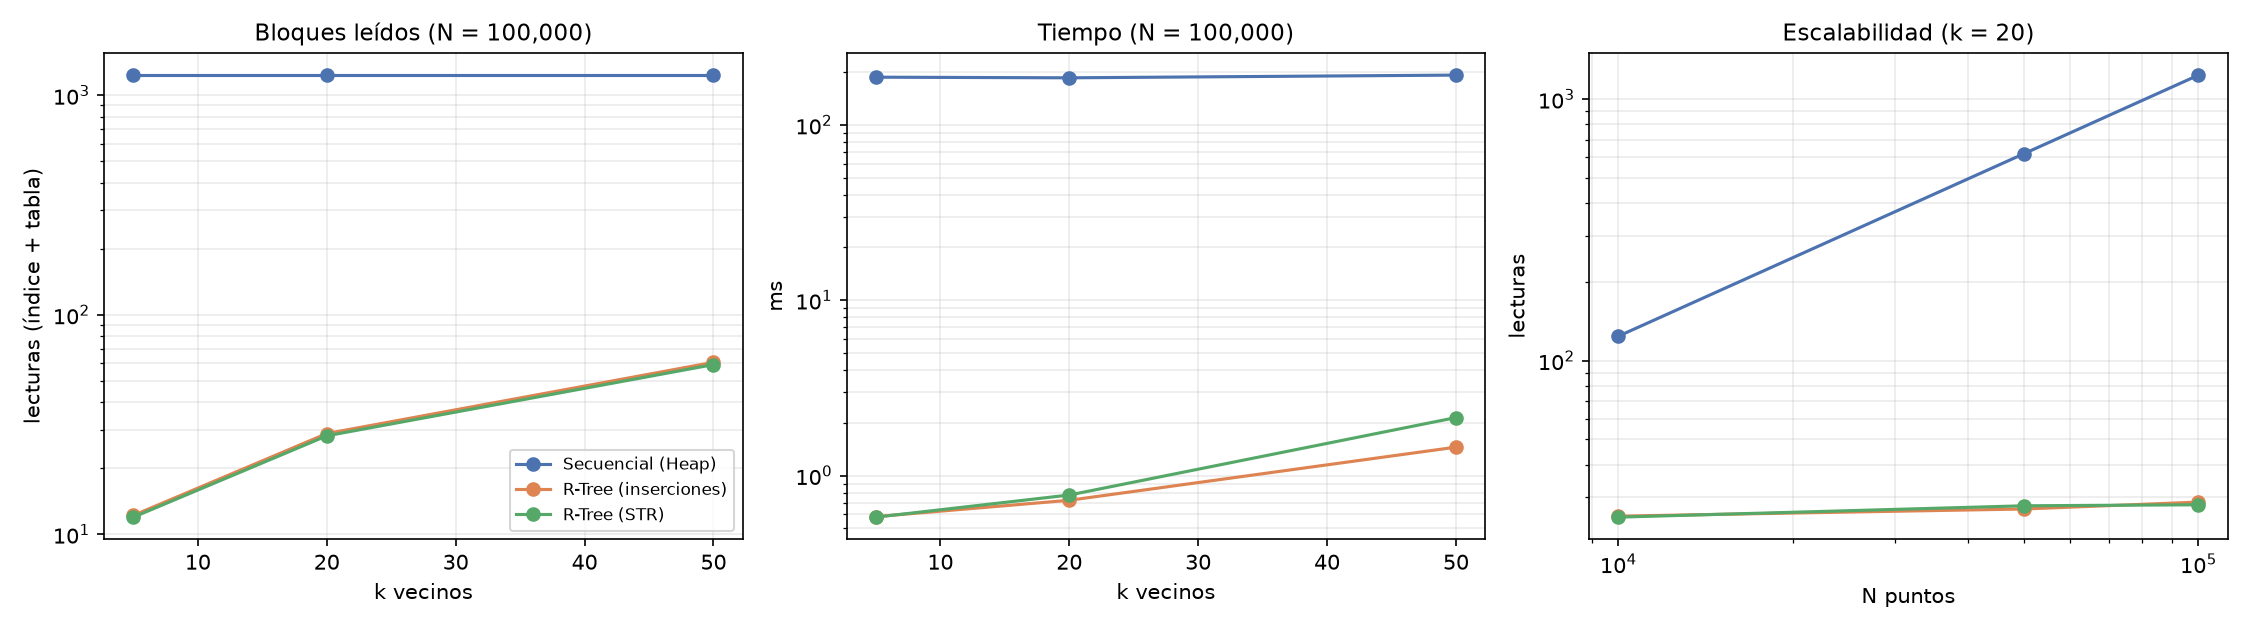 Bloques leídos (N = 100,000)
lecturas (índice + tabla)
10³
10²
10¹
Secuencial (Heap)
R-Tree (inserciones)
R-Tree (STR)
10 20 30 40 50
k vecinos
Tiempo (N = 100,000)
ms
10²
10¹
10⁰
10 20 30 40 50
k vecinos
Escalabilidad (k = 20)
lecturas
10³
10²
10⁴ 10⁵
N puntos